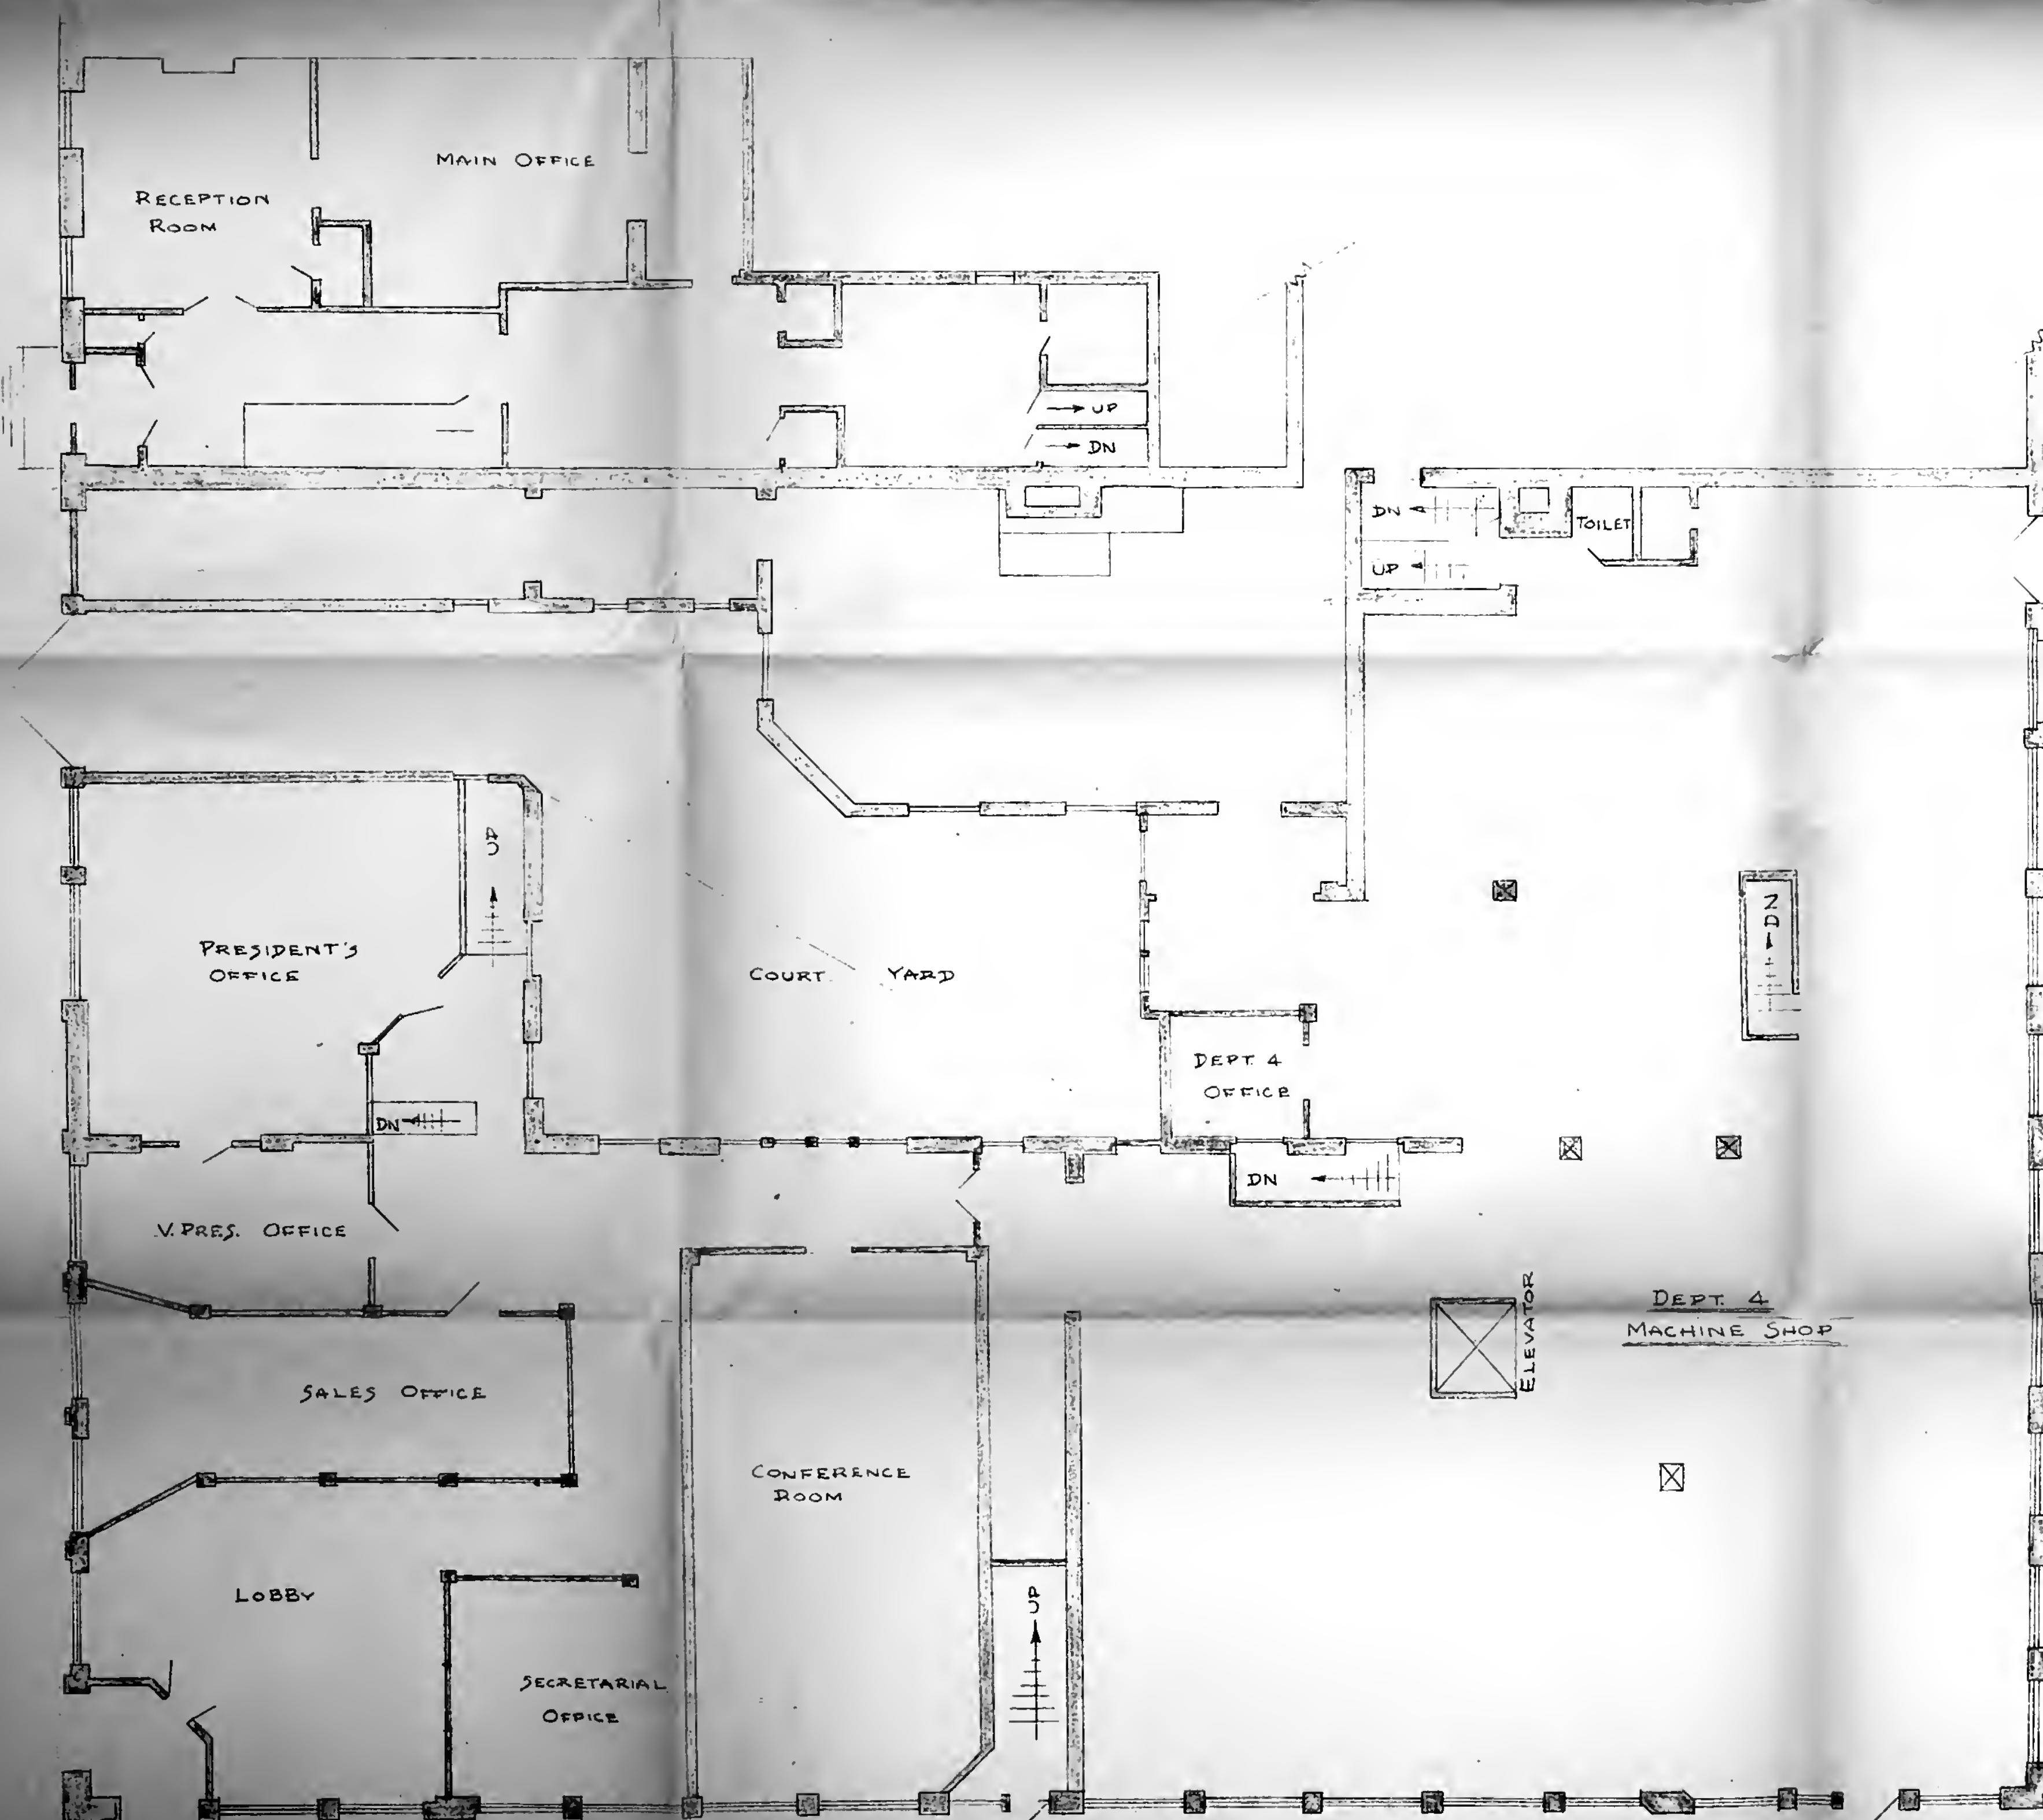 MAIN OFFICE
RECEPTION
ROOM
UP
DN
DN
UP
TOILET
UP
DN
PRESIDENT'S
OFFICE
COURT YARD
DEPT. 4
OFFICE
DN
DN
V. PRES. OFFICE
ELEVATOR
DEPT. 4
MACHINE SHOP
SALES OFFICE
CONFERENCE
ROOM
LOBBY
UP
SECRETARIAL
OFFICE